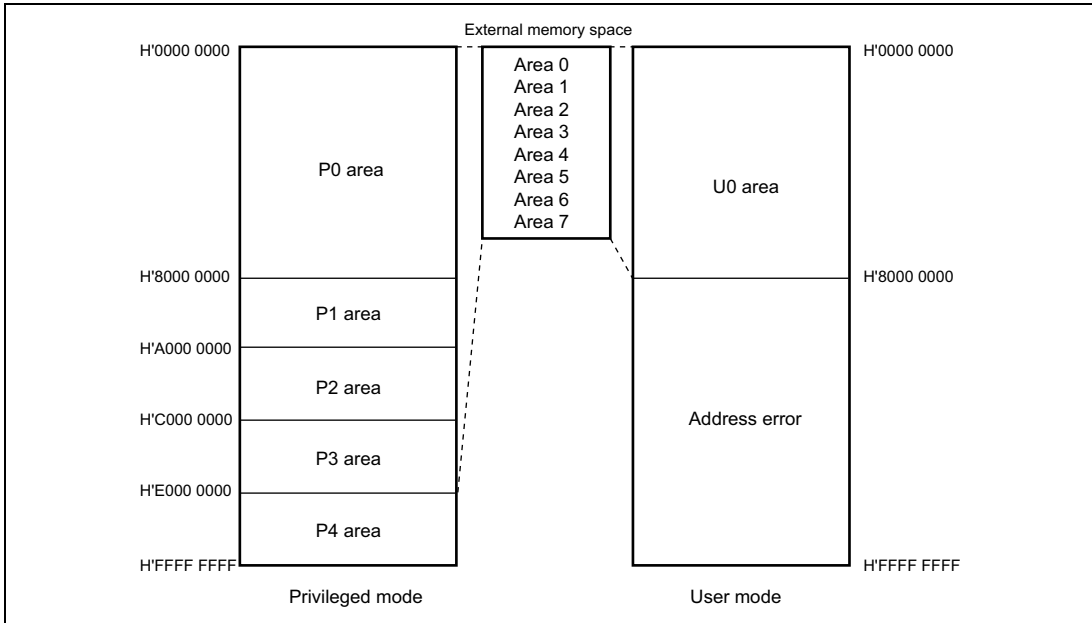 External memory space
H'0000 0000
H'0000 0000
Area 0
Area 1
Area 2
Area 3
Area 4
Area 5
Area 6
Area 7
P0 area
U0 area
H'8000 0000
H'8000 0000
P1 area
H'A000 0000
P2 area
H'C000 0000
Address error
P3 area
H'E000 0000
P4 area
H'FFFF FFFF
H'FFFF FFFF
Privileged mode
User mode